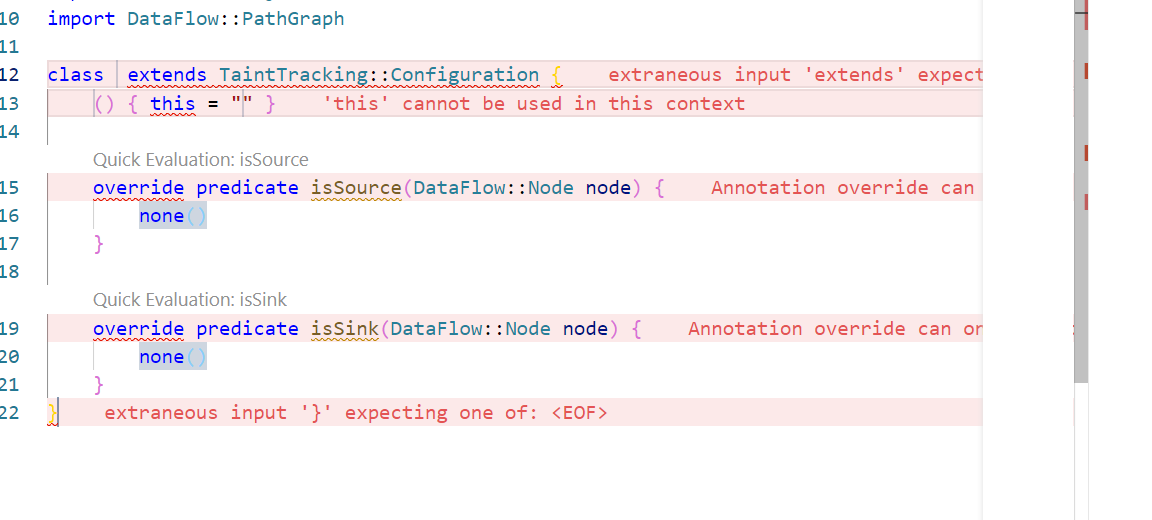 10 import DataFlow::PathGraph
11
12 class extends TaintTracking::Configuration { extraneous input 'extends' expect
13 () { this = "" } 'this' cannot be used in this context
14
Quick Evaluation: isSource
15 override predicate isSource(DataFlow::Node node) { Annotation override can
16 none()
17 }
18
Quick Evaluation: isSink
19 override predicate isSink(DataFlow::Node node) { Annotation override can or
20 none()
21 }
22 } extraneous input '}' expecting one of: <EOF>